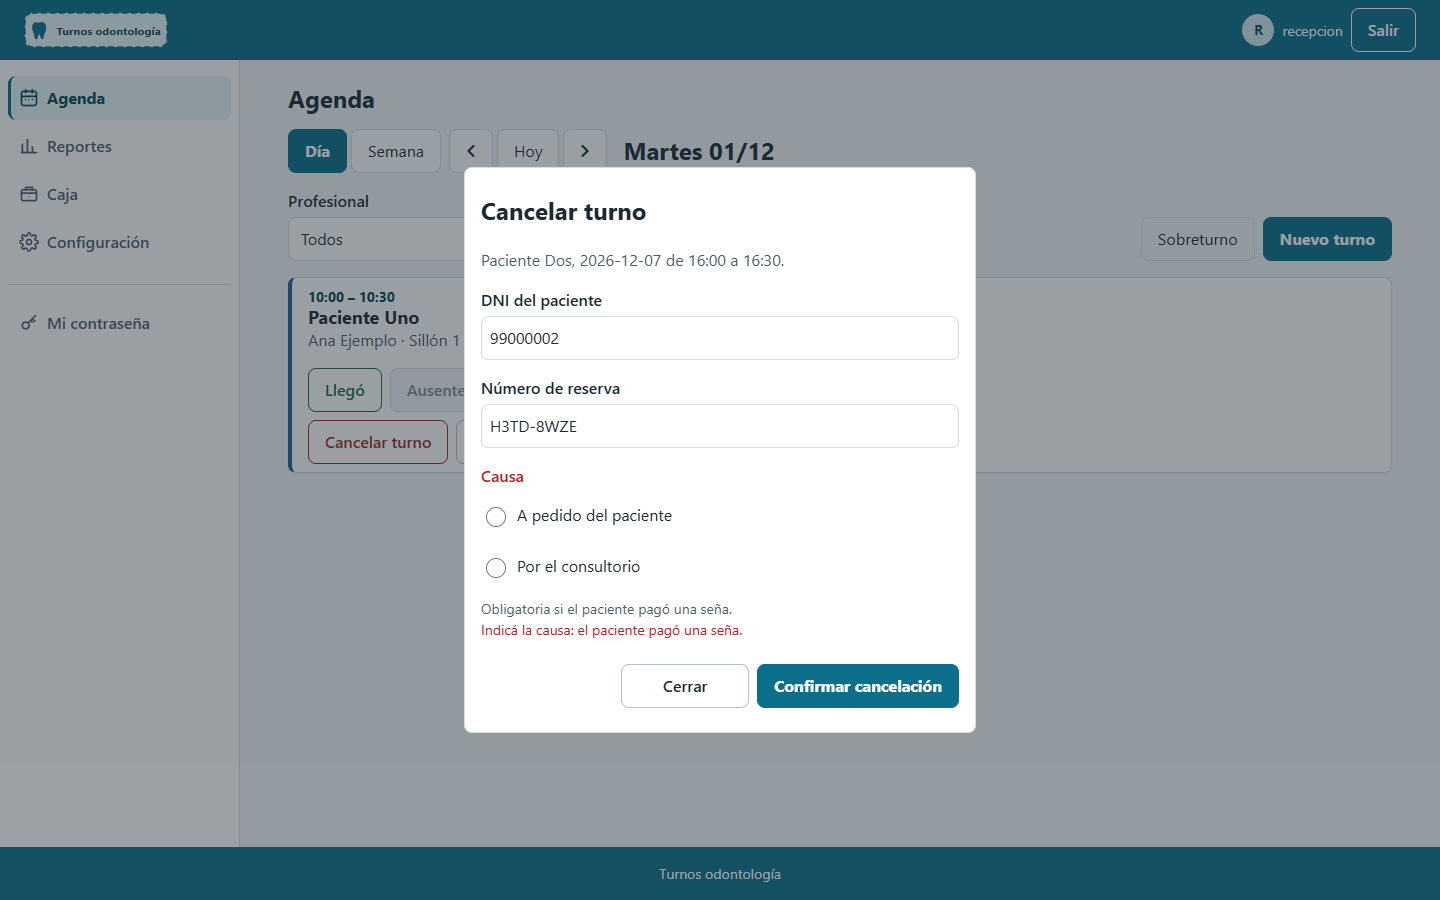 Turnos odontología
R
recepcion
Salir
Agenda
Reportes
Caja
Configuración
Mi contraseña
Agenda
Día
Semana
Hoy
Martes 01/12
Profesional
Todos
Sobreturno
Nuevo turno
10:00 – 10:30
Paciente Uno
Ana Ejemplo · Sillón 1
Llegó
Ausente
Cancelar turno
Cancelar turno
Paciente Dos, 2026-12-07 de 16:00 a 16:30.
DNI del paciente
99000002
Número de reserva
H3TD-8WZE
Causa
A pedido del paciente
Por el consultorio
Obligatoria si el paciente pagó una seña.
Indicá la causa: el paciente pagó una seña.
Cerrar
Confirmar cancelación
Turnos odontología